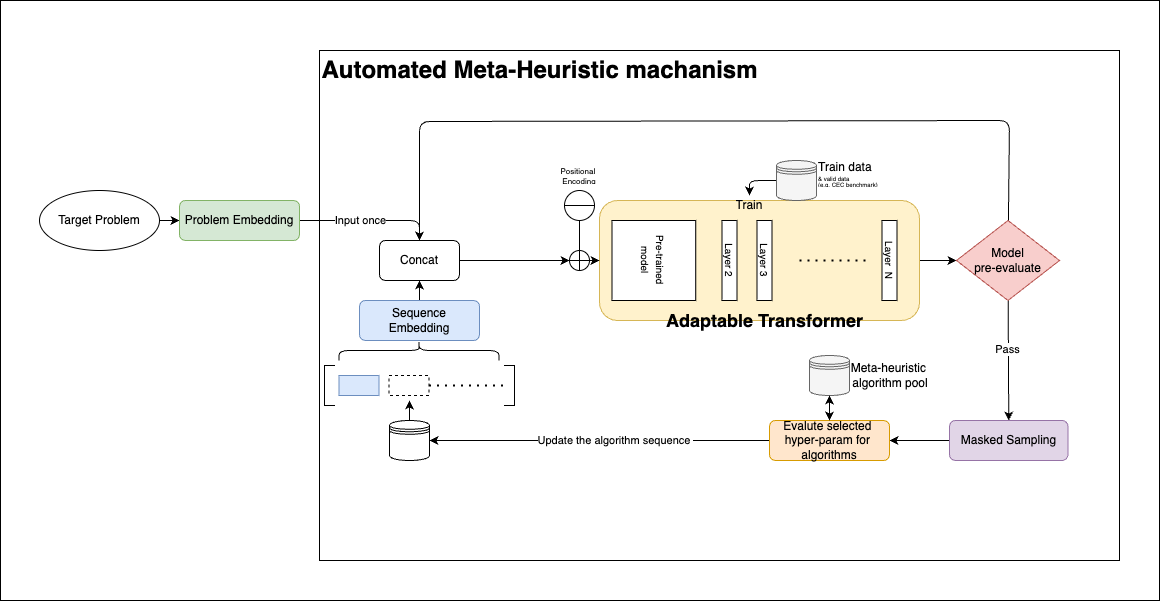 Automated Meta-Heuristic machanism
Target Problem
Problem Embedding
Input once
Concat
Sequence
Embedding
Positional
Encoding
Train data
& valid data
(e.g. CEC benchmark)
Train
Pre-trained
model
Layer 2
Layer 3
Layer N
Adaptable Transformer
Model
pre-evaluate
Pass
Meta-heuristic
algorithm pool
Masked Sampling
Evalute selected
hyper-param for
algorithms
Update the algorithm sequence